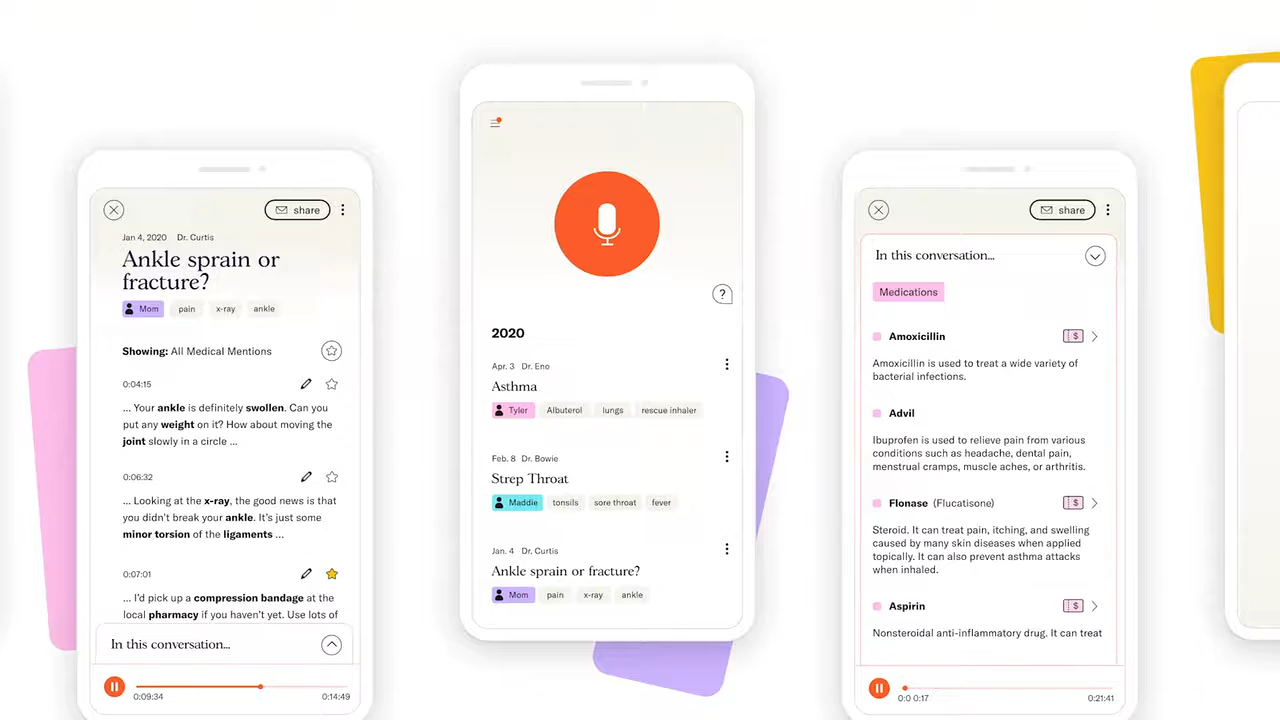 share
Jan 4, 2020 Dr. Curtis
Ankle sprain or
fracture?
Mom pain x-ray ankle
Showing: All Medical Mentions
0:04:15
... Your ankle is definitely swollen. Can you
put any weight on it? How about moving the
joint slowly in a circle ...
0:06:32
... Looking at the x-ray, the good news is that
you didn't break your ankle. It's just some
minor torsion of the ligaments ...
0:07:01
... I'd pick up a compression bandage at the
local pharmacy if you haven't yet. Use lots of
In this conversation...
0:09:34 0:14:49
?
2020
Apr. 3 Dr. Eno
Asthma
Tyler Albuterol lungs rescue inhaler
Feb. 8 Dr. Bowie
Strep Throat
Maddie tonsils sore throat fever
Jan. 4 Dr. Curtis
Ankle sprain or fracture?
Mom pain x-ray ankle
share
In this conversation...
Medications
Amoxicillin $
Amoxicillin is used to treat a wide variety of
bacterial infections.
Advil
Ibuprofen is used to relieve pain from various
conditions such as headache, dental pain,
menstrual cramps, muscle aches, or arthritis.
Flonase (Flucatisone) $
Steroid. It can treat pain, itching, and swelling
caused by many skin diseases when applied
topically. It can also prevent asthma attacks
when inhaled.
Aspirin $
Nonsteroidal anti-inflammatory drug. It can treat
0:0 0:17 0:21:41